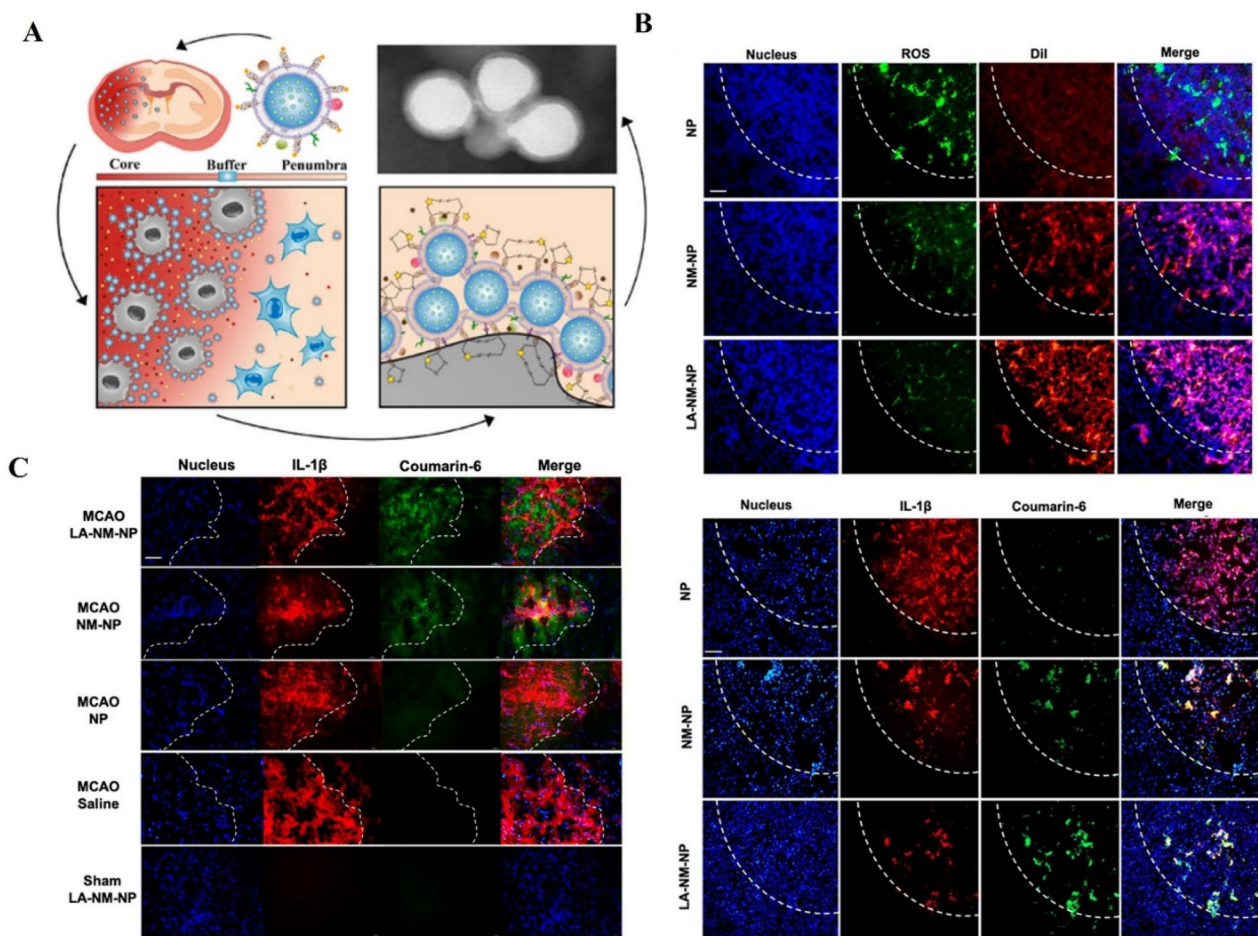 A
Core Buffer Penumbra
B
Nucleus ROS Dil Merge
NP
NM-NP
LA-NM-NP
Nucleus IL-1β Coumarin-6 Merge
NP
NM-NP
LA-NM-NP
C
Nucleus IL-1β Coumarin-6 Merge
MCAO
LA-NM-NP
MCAO
NM-NP
MCAO
NP
MCAO
Saline
Sham
LA-NM-NP